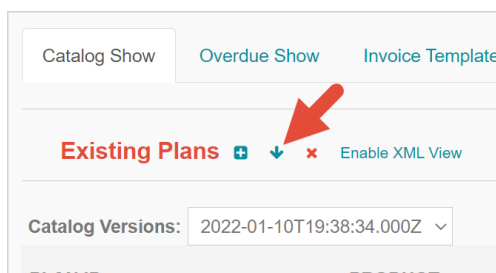 Catalog Show Overdue Show Invoice Template
Existing Plans Enable XML View
Catalog Versions: 2022-01-10T19:38:34.000Z